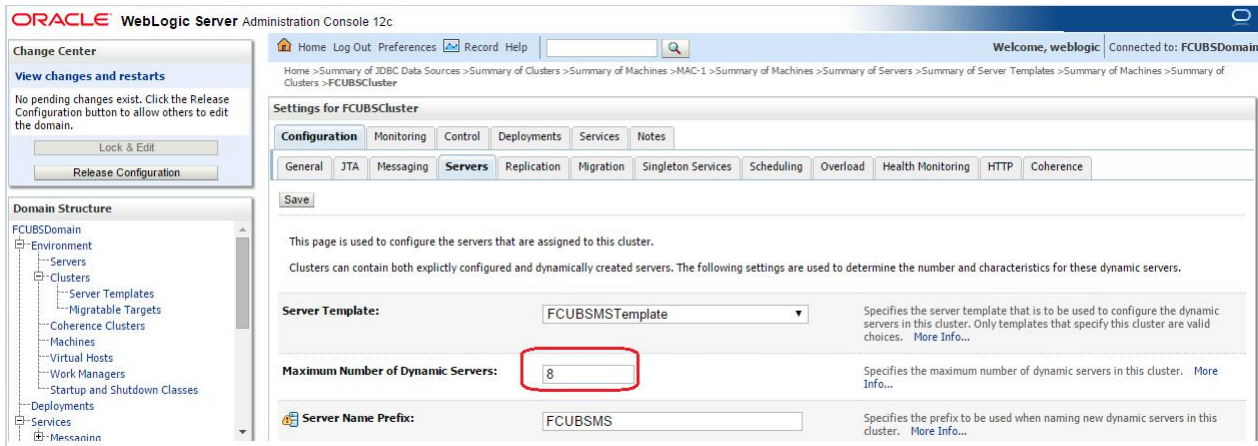 ORACLE WebLogic Server Administration Console 12c
Change Center
View changes and restarts
No pending changes exist. Click the Release
Configuration button to allow others to edit
the domain.
Lock & Edit
Release Configuration
Domain Structure
FCUBSDomain
Environment
Servers
Clusters
Server Templates
Migratable Targets
Coherence Clusters
Machines
Virtual Hosts
Work Managers
Startup and Shutdown Classes
Deployments
Services
Messaging
Home Log Out Preferences Record Help
Welcome, weblogic Connected to: FCUBSDomain
Home >Summary of JDBC Data Sources >Summary of Clusters >Summary of Machines >MAC-1 >Summary of Machines >Summary of Servers >Summary of Server Templates >Summary of Machines >Summary of
Clusters >FCUBSCluster
Settings for FCUBSCluster
Configuration Monitoring Control Deployments Services Notes
General JTA Messaging Servers Replication Migration Singleton Services Scheduling Overload Health Monitoring HTTP Coherence
Save
This page is used to configure the servers that are assigned to this cluster.
Clusters can contain both explictly configured and dynamically created servers. The following settings are used to determine the number and characteristics for these dynamic servers.
Server Template:
FCUBSMSTemplate
Specifies the server template that is to be used to configure the dynamic
servers in this cluster. Only templates that specify this cluster are valid
choices. More Info...
Maximum Number of Dynamic Servers:
8
Specifies the maximum number of dynamic servers in this cluster. More
Info...
Server Name Prefix:
FCUBSMS
Specifies the prefix to be used when naming new dynamic servers in this
cluster. More Info...